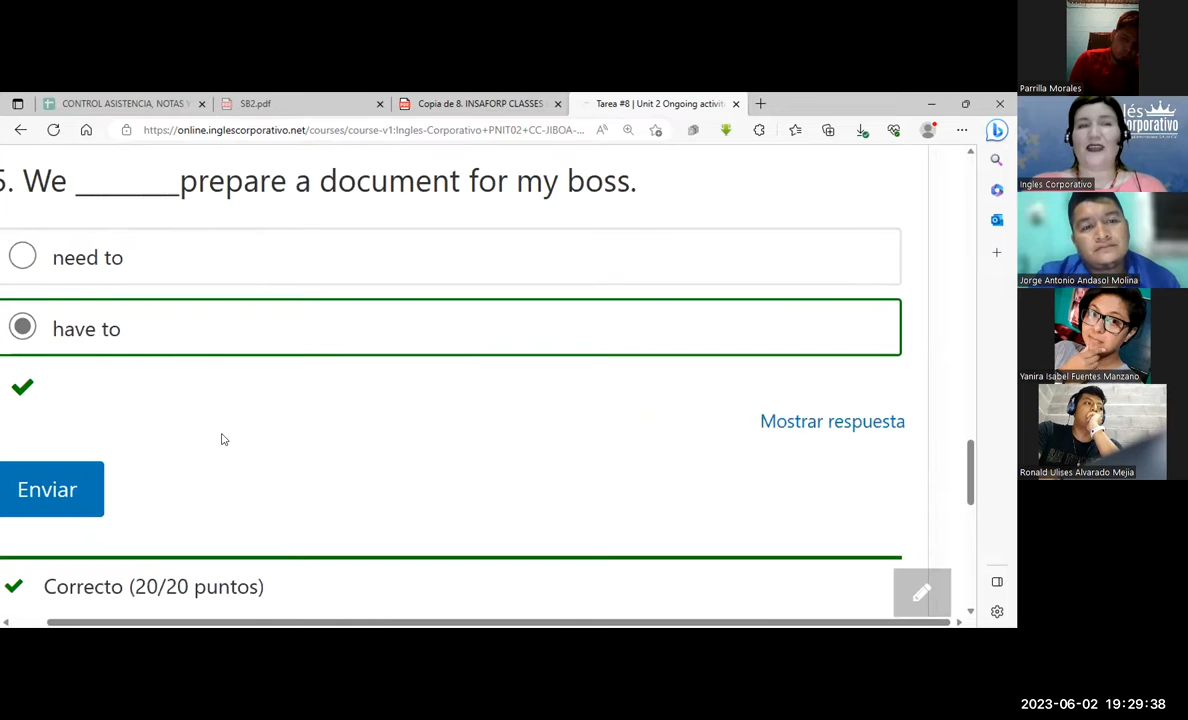 CONTROL ASISTENCIA, NOTAS Y
SB2.pdf
Copia de 8. INSAFORP CLASSES
Tarea #8 | Unit 2 Ongoing activit
https://online.inglescorporativo.net/courses/course-v1:Ingles-Corporativo+PNIT02+CC-JIBOA-...
5. We ________prepare a document for my boss.
need to
have to
Mostrar respuesta
Enviar
Correcto (20/20 puntos)
Parrilla Morales
lés
orporativo
Ingles Corporativo
Jorge Antonio Andasol Molina
Yanira Isabel Fuentes Manzano
Ronald Ulises Alvarado Mejia
2023-06-02 19:29:38